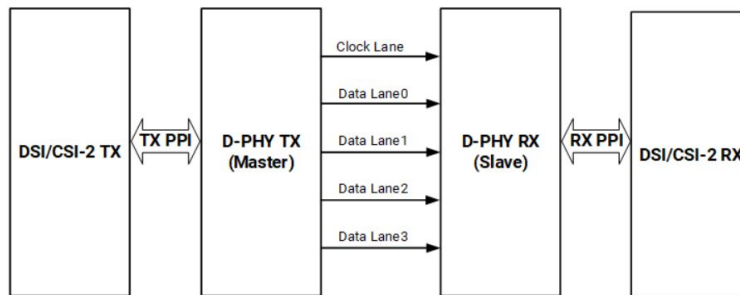 Clock Lane
Data Lane0
DSI/CSI-2 TX
TX PPI
D-PHY TX
(Master)
Data Lane1
D-PHY RX
(Slave)
RX PPI
DSI/CSI-2 RX
Data Lane2
Data Lane3